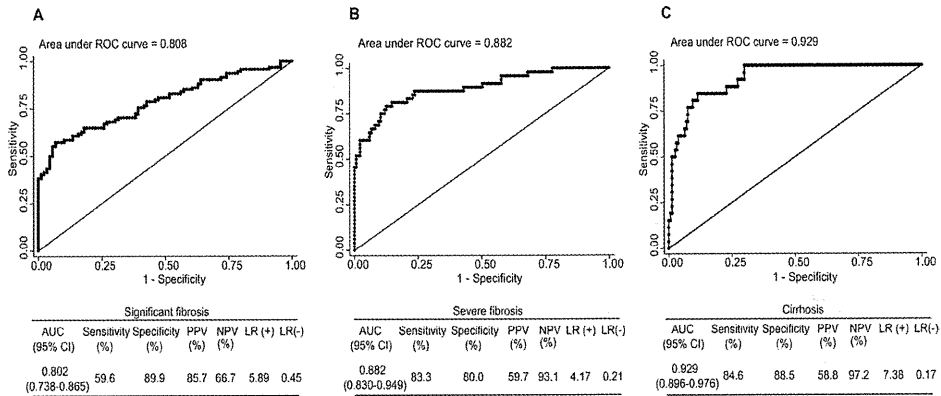 A
Area under ROC curve = 0.808
Sensitivity
1.00
0.75
0.50
0.25
0.00
0.00 0.25 0.50 0.75 1.00
1 - Specificity
Significant fibrosis
AUC Sensitivity Specificity PPV NPV LR (+) LR(-)
(95% CI) (%) (%) (%) (%)
0.802
(0.738-0.865) 59.6 89.9 85.7 66.7 5.89 0.45
B
Area under ROC curve = 0.882
Sensitivity
1.00
0.75
0.50
0.25
0.00
0.00 0.25 0.50 0.75 1.00
1 - Specificity
Severe fibrosis
AUC Sensitivity Specificity PPV NPV LR (+) LR(-)
(95% CI) (%) (%) (%) (%)
0.882
(0.830-0.949) 83.3 80.0 59.7 93.1 4.17 0.21
C
Area under ROC curve = 0.929
Sensitivity
1.00
0.75
0.50
0.25
0.00
0.00 0.25 0.50 0.75 1.00
1 - Specificity
Cirrhosis
AUC Sensitivity Specificity PPV NPV LR (+) LR(-)
(95% CI) (%) (%) (%) (%)
0.929
(0.896-0.976) 84.6 88.5 58.8 97.2 7.38 0.17